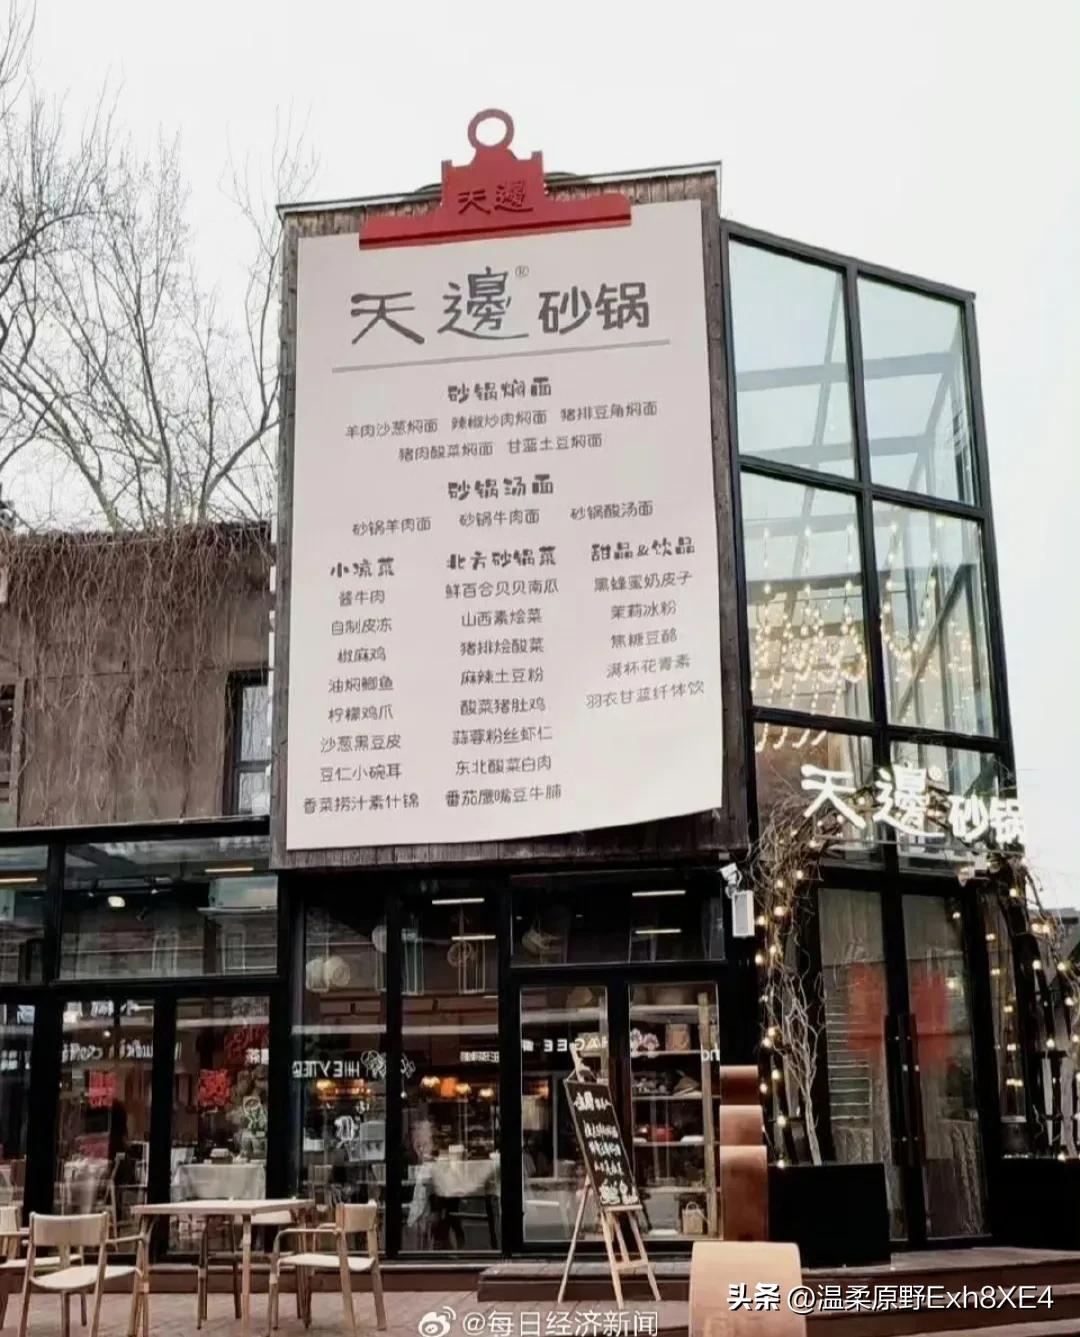 天邊
天邊®砂锅
砂锅焖面
羊肉沙葱焖面 辣椒炒肉焖面 猪排豆角焖面
猪肉酸菜焖面 甘蓝土豆焖面
砂锅汤面
砂锅羊肉面 砂锅牛肉面 砂锅酸汤面
小凉菜
酱牛肉
自制皮冻
椒麻鸡
油焖鲫鱼
柠檬鸡爪
沙葱黑豆皮
豆仁小碗耳
香菜捞汁素什锦
北方砂锅菜
鲜百合贝贝南瓜
山西素烩菜
猪排烩酸菜
麻辣土豆粉
酸菜猪肚鸡
蒜蓉粉丝虾仁
东北酸菜白肉
番茄鹰嘴豆牛腩
甜品&饮品
黑蜂蜜奶皮子
茉莉冰粉
焦糖豆酪
满杯花青素
羽衣甘蓝纤体饮
天邊®砂锅
HEYTEA
@每日经济新闻
头条 @温柔原野Exh8XE4